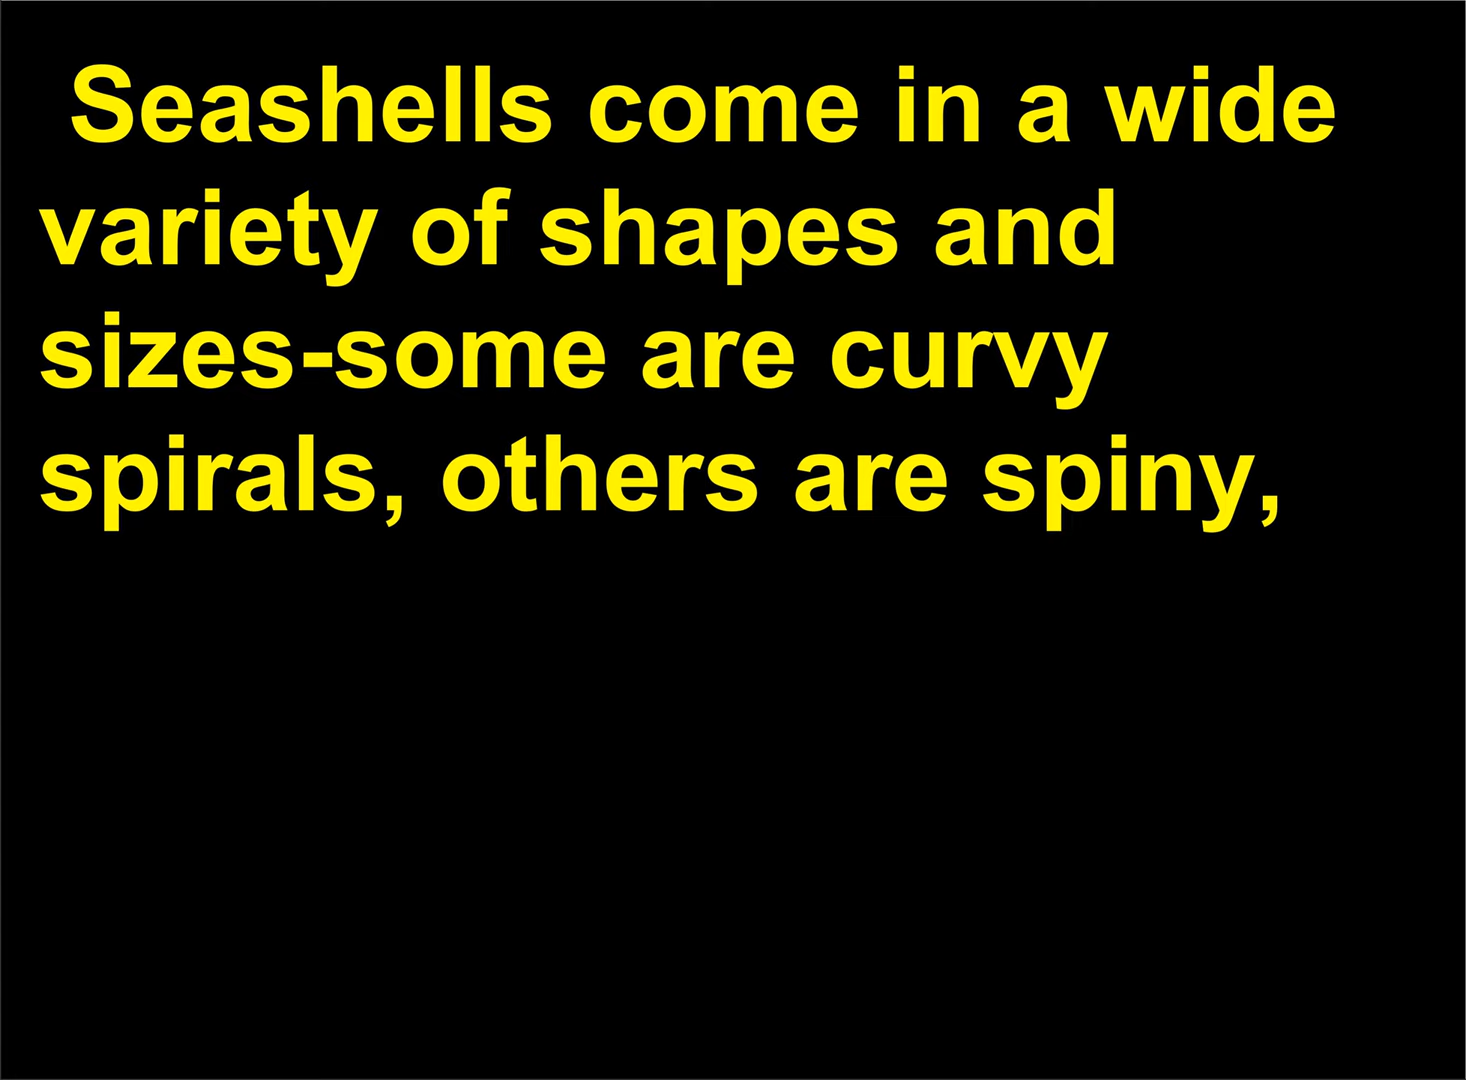 Seashells come in a wide
variety of shapes and
sizes-some are curvy
spirals, others are spiny,